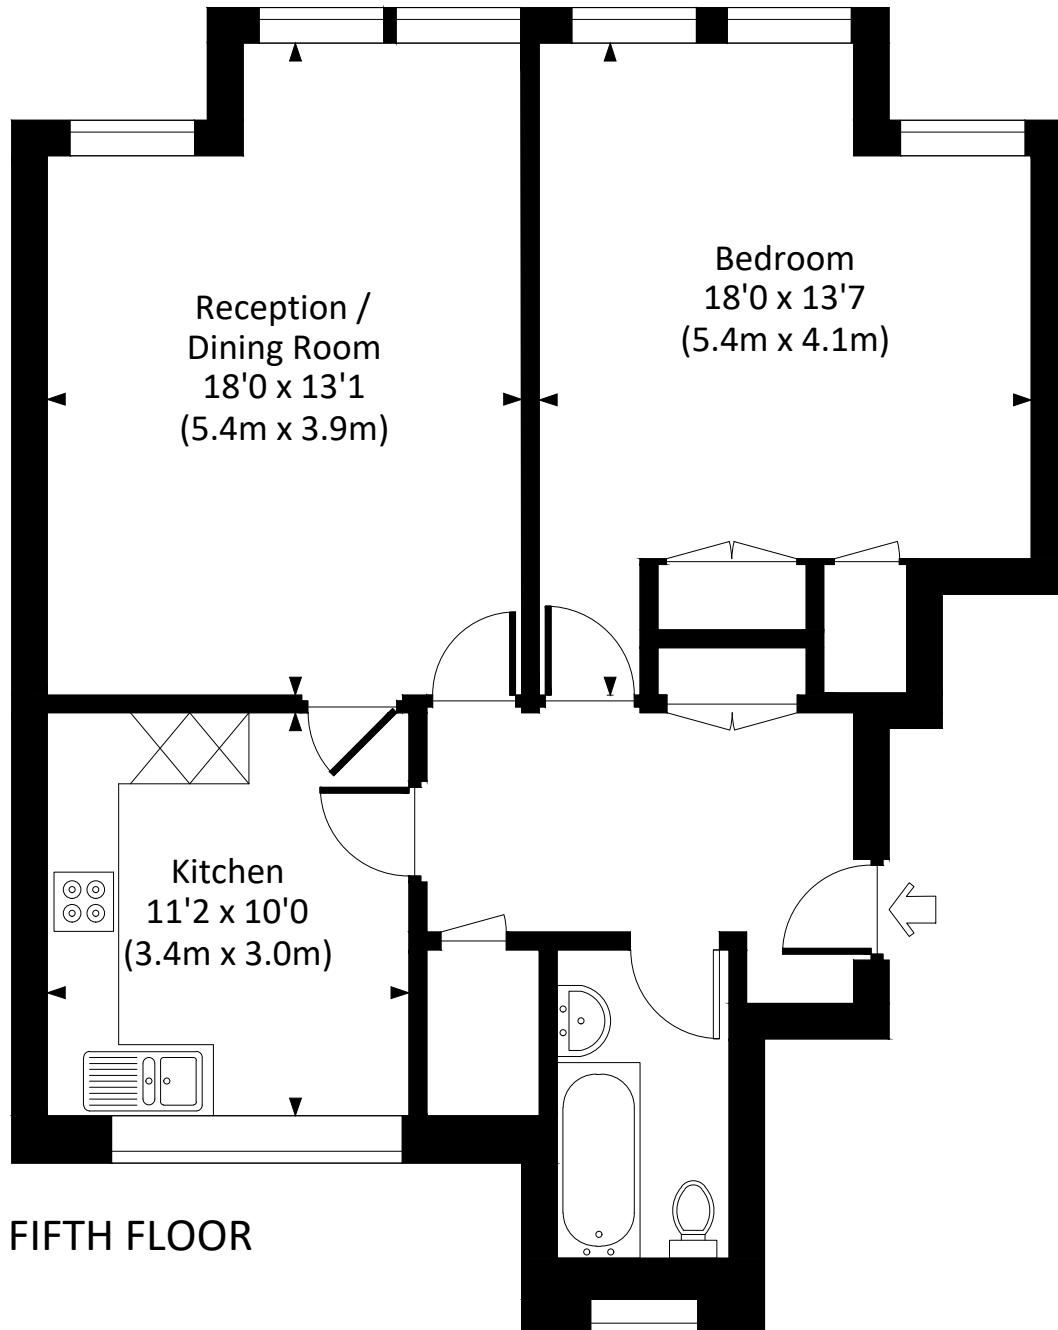 Reception /
Dining Room
18'0 x 13'1
(5.4m x 3.9m)
Bedroom
18'0 x 13'7
(5.4m x 4.1m)
Kitchen
11'2 x 10'0
(3.4m x 3.0m)
FIFTH FLOOR